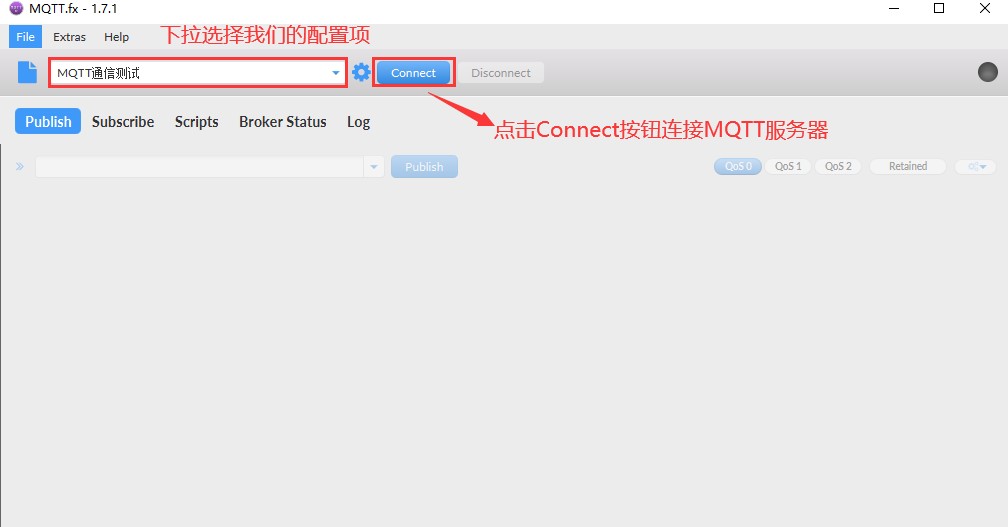 MQTT.fx - 1.7.1
File Extras Help
下拉选择我们的配置项
MQTT通信测试
Connect
Disconnect
点击Connect按钮连接MQTT服务器
Publish Subscribe Scripts Broker Status Log
Publish
QoS 0 QoS 1 QoS 2 Retained